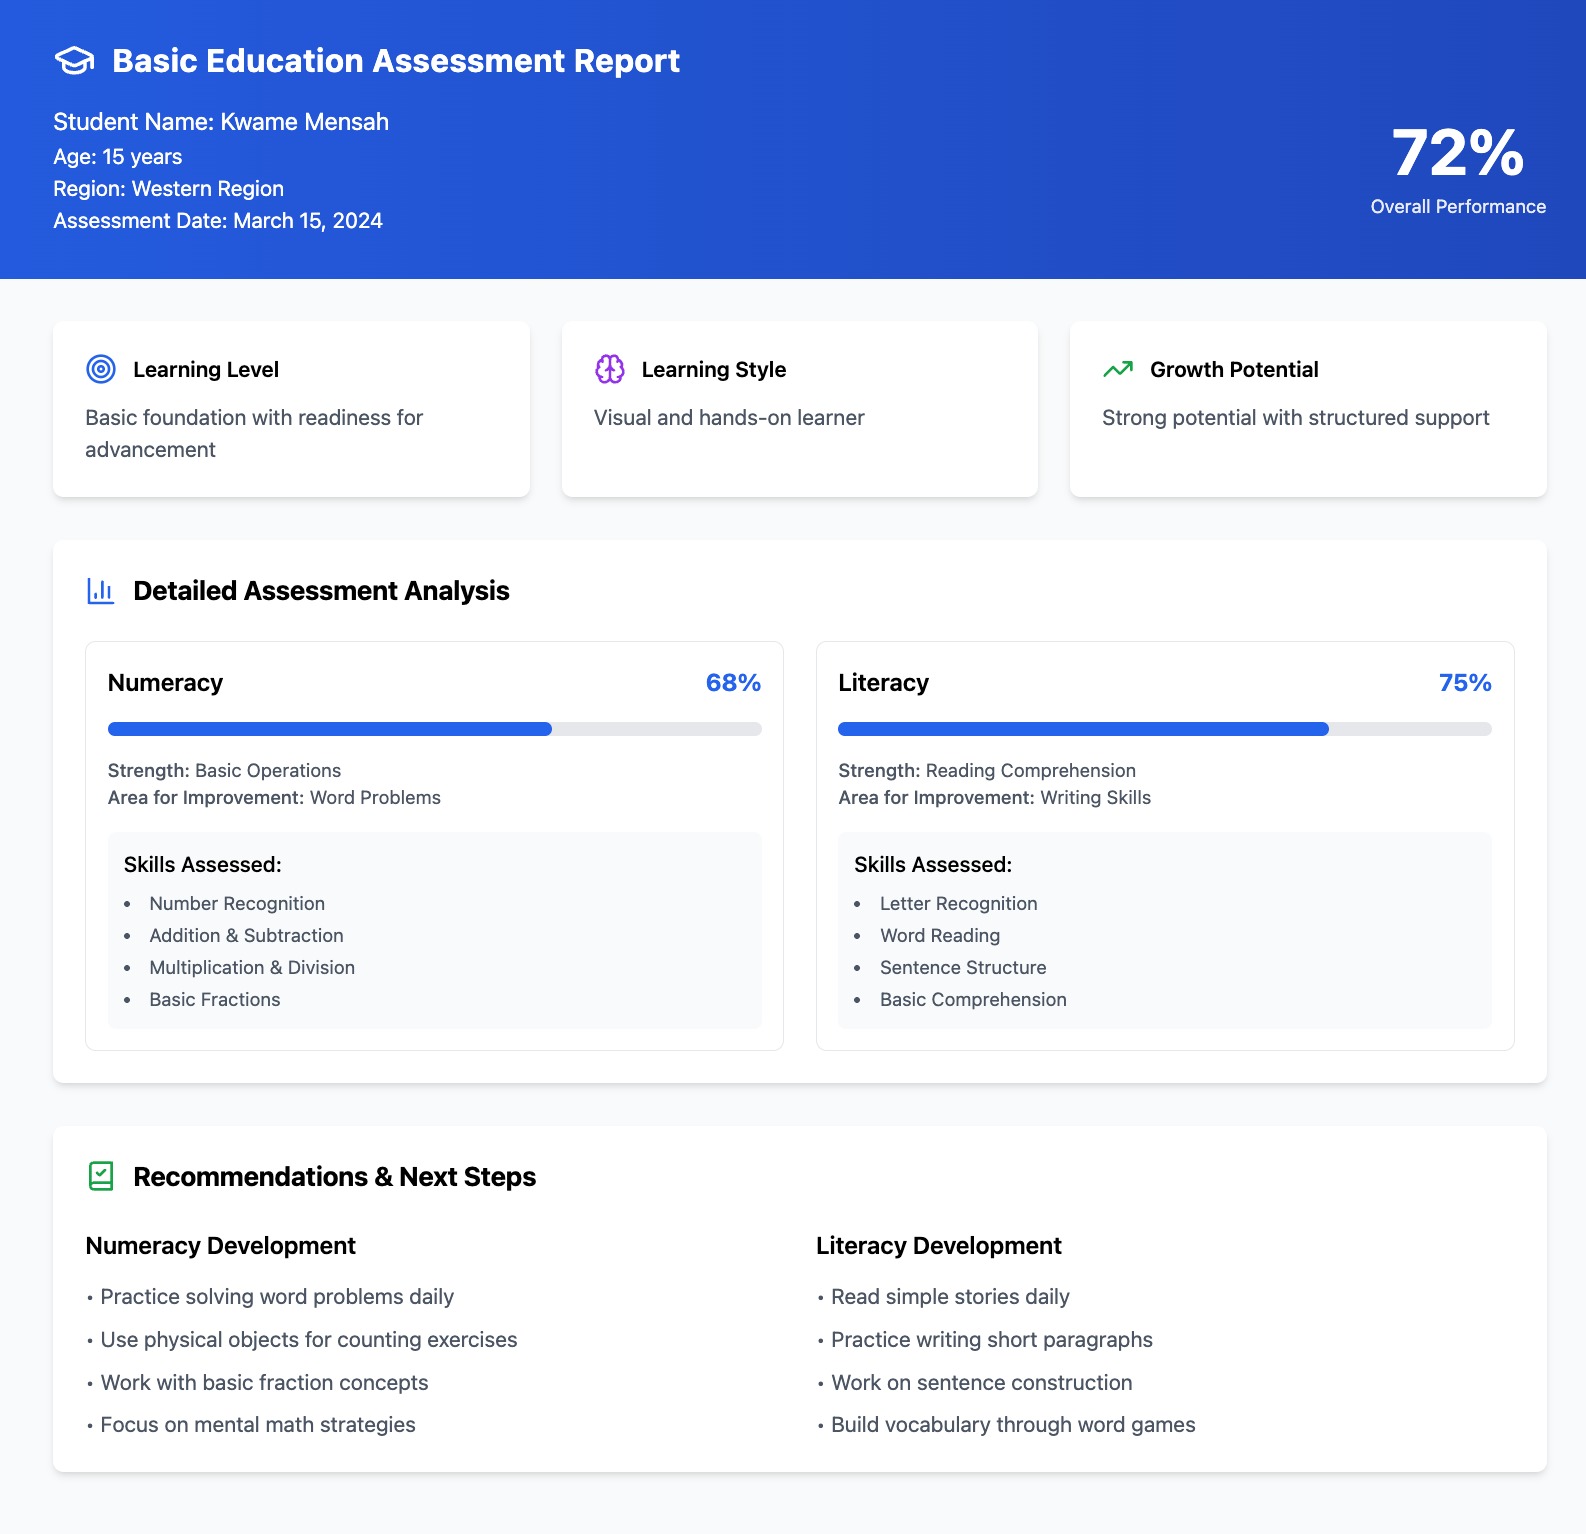 Basic Education Assessment Report
Student Name: Kwame Mensah
Age: 15 years
Region: Western Region
Assessment Date: March 15, 2024
72%
Overall Performance
Learning Level
Basic foundation with readiness for
advancement
Learning Style
Visual and hands-on learner
Growth Potential
Strong potential with structured support
Detailed Assessment Analysis
Numeracy
68%
Strength: Basic Operations
Area for Improvement: Word Problems
Skills Assessed:
• Number Recognition
• Addition & Subtraction
• Multiplication & Division
• Basic Fractions
Literacy
75%
Strength: Reading Comprehension
Area for Improvement: Writing Skills
Skills Assessed:
• Letter Recognition
• Word Reading
• Sentence Structure
• Basic Comprehension
Recommendations & Next Steps
Numeracy Development
• Practice solving word problems daily
• Use physical objects for counting exercises
• Work with basic fraction concepts
• Focus on mental math strategies
Literacy Development
• Read simple stories daily
• Practice writing short paragraphs
• Work on sentence construction
• Build vocabulary through word games